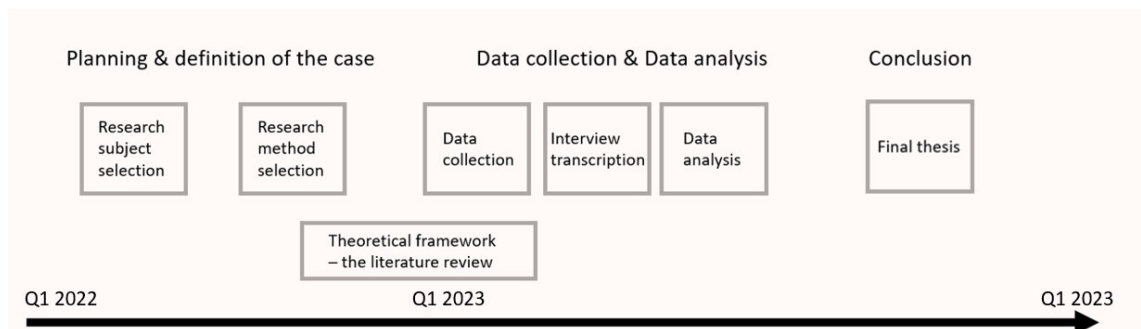 Planning & definition of the case
Data collection & Data analysis
Conclusion
Research
subject
selection
Research
method
selection
Data
collection
Interview
transcription
Data
analysis
Final thesis
Theoretical framework
– the literature review
Q1 2022
Q1 2023
Q1 2023